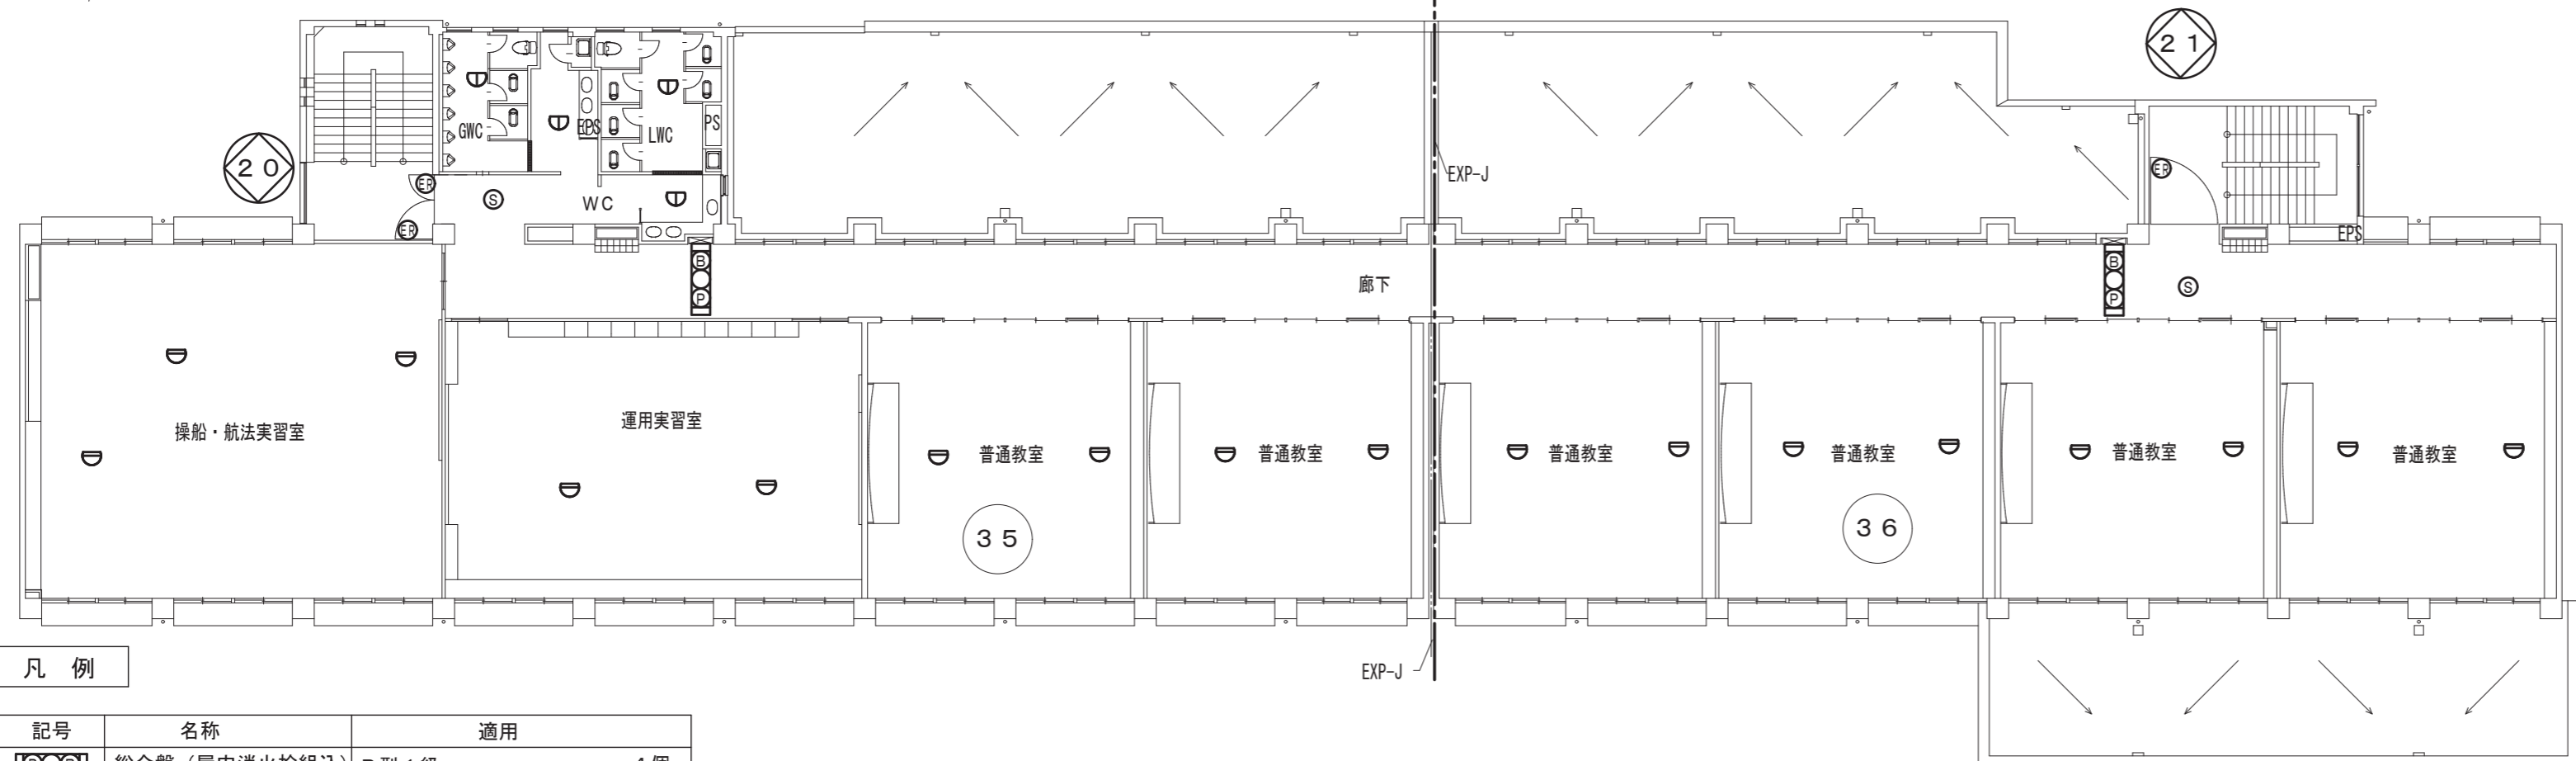 21
GWC
EPS
LWC
PS
20
ER
ER
S
WC
EXP-J
ER
EPS
B
P
廊下
B
P
S
操船・航法実習室
運用実習室
普通教室
普通教室
普通教室
普通教室
普通教室
普通教室
35
36
EXP-J
凡 例
記号 名称 適用